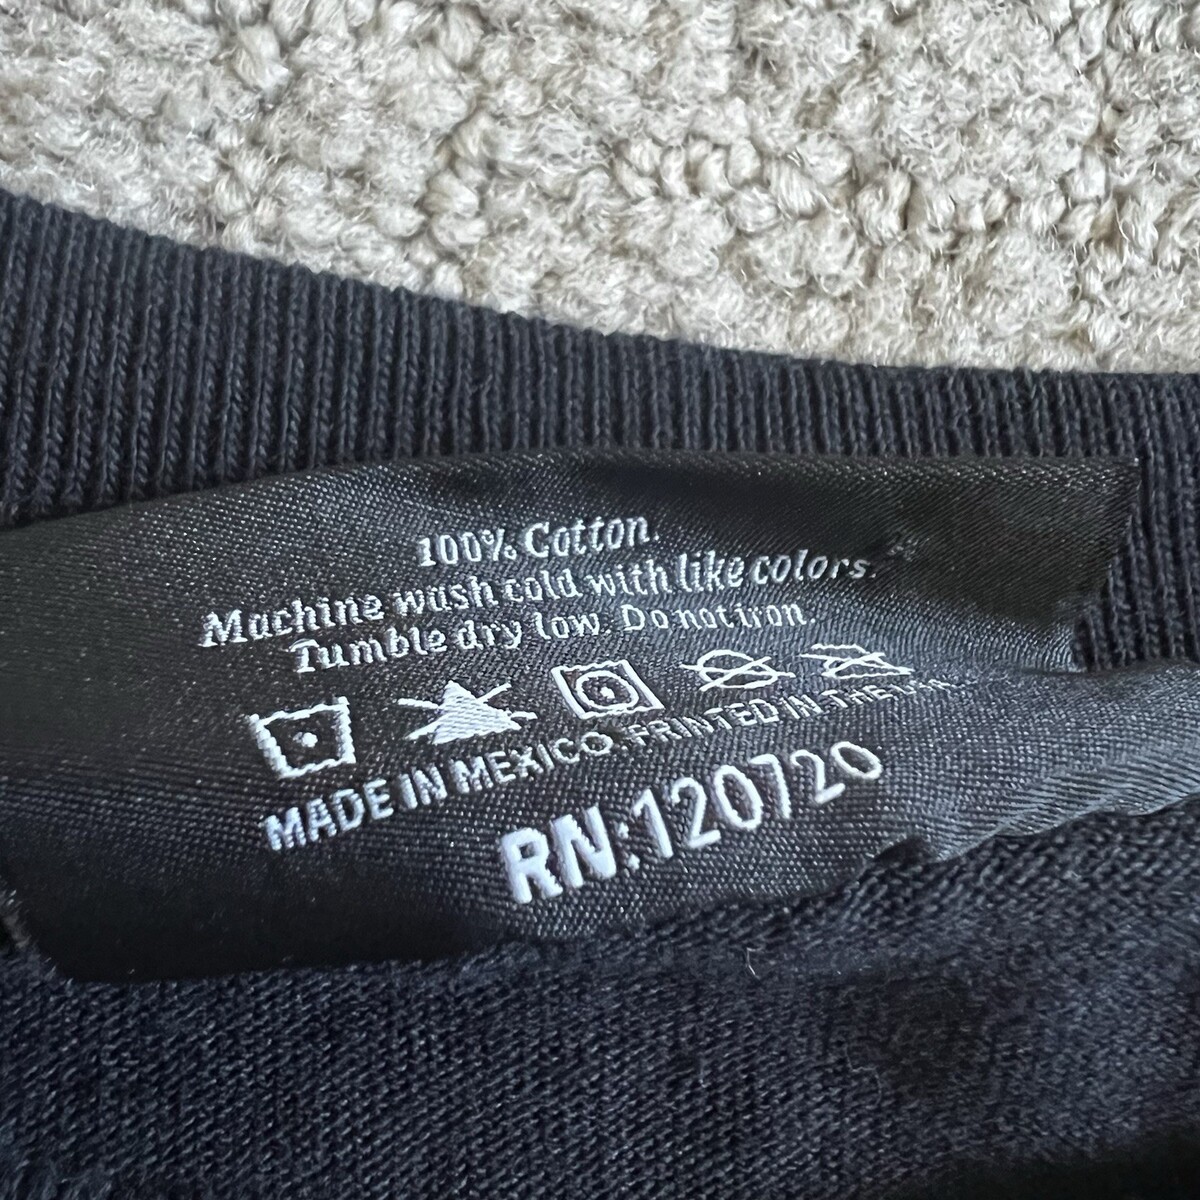 100% Cotton.
Machine wash cold with like colors.
Tumble dry low. Do not iron.
MADE IN MEXICO. PRINTED IN THE
RN:120720